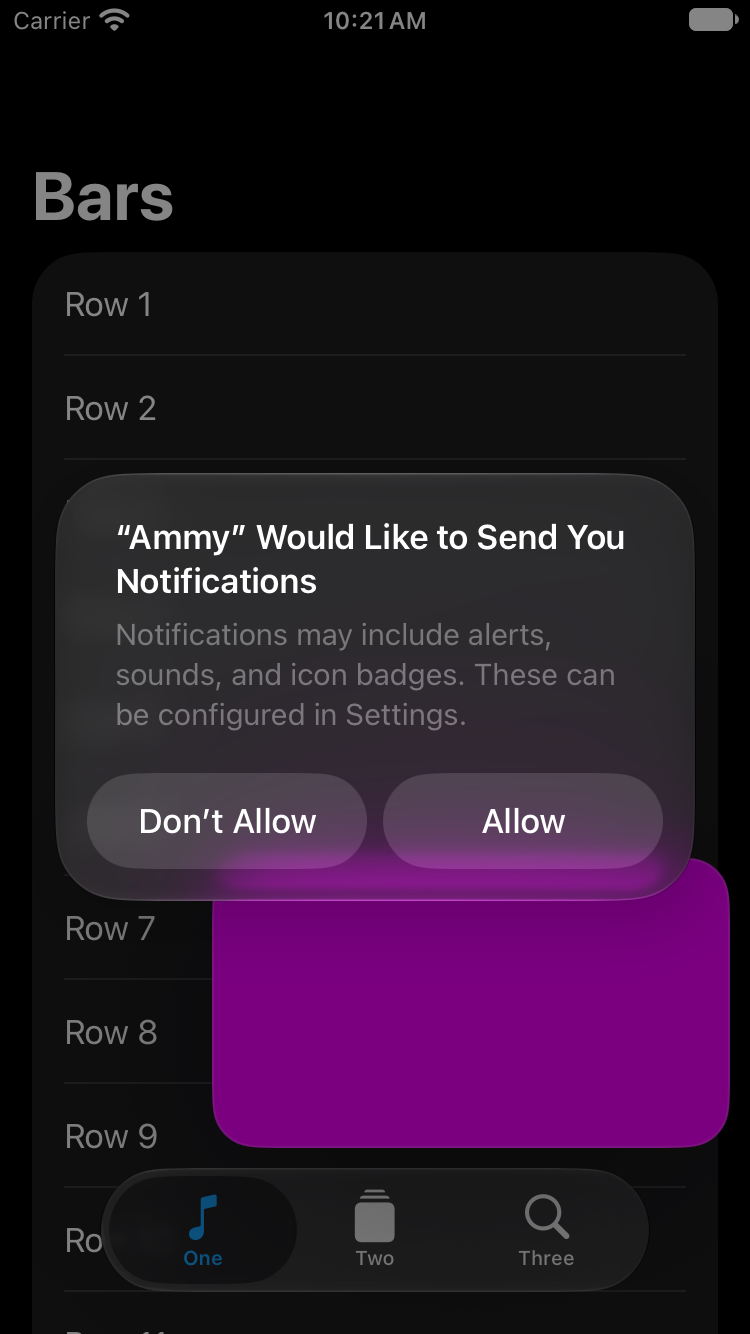 Carrier 10:21 AM
Bars
Row 1
Row 2
“Ammy” Would Like to Send You
Notifications
Notifications may include alerts,
sounds, and icon badges. These can
be configured in Settings.
Don’t Allow Allow
Row 7
Row 8
Row 9
Ro
One Two Three